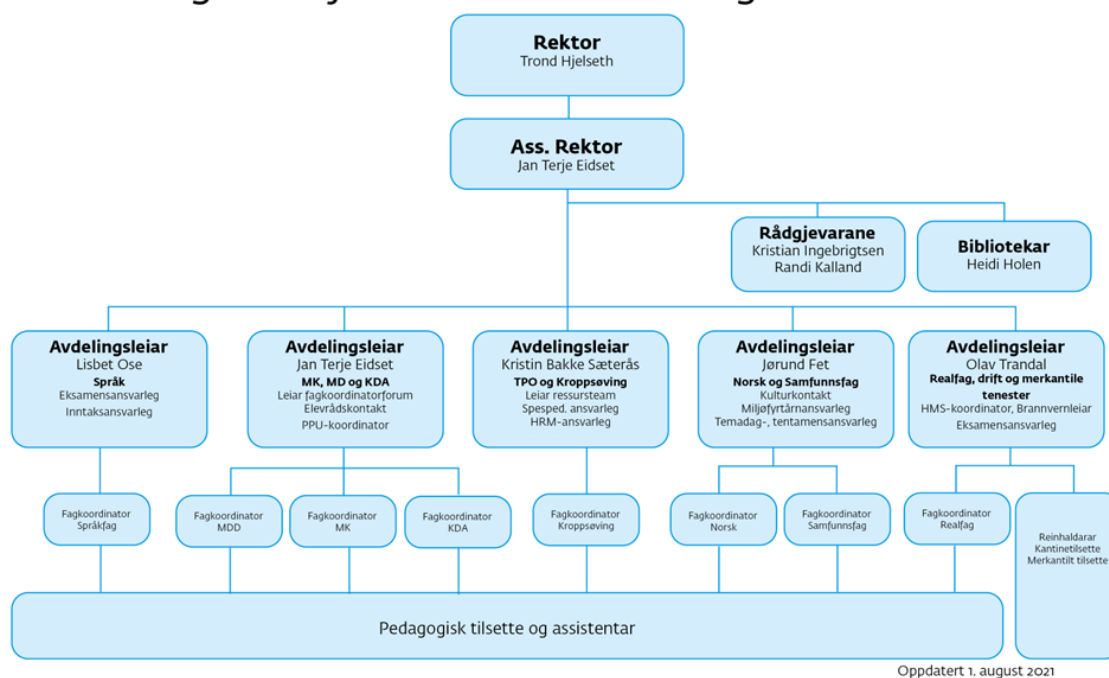 Rektor
Trond Hjelseth
Ass. Rektor
Jan Terje Eidset
Rådgjevarane
Kristian Ingebrigtsen
Randi Kalland
Bibliotekar
Heidi Holen
Avdelingsleiar
Lisbet Ose
Språk
Eksamensansvarleg
Inntaksansvarleg
Avdelingsleiar
Jan Terje Eidset
MK, MD og KDA
Leiar fagkoordinatorforum
Elevrådskontakt
PPU-koordinator
Avdelingsleiar
Kristin Bakke Sæterås
TPO og Kroppsøving
Leiar ressursteam
Spesped. ansvarleg
HRM-ansvarleg
Avdelingsleiar
Jørund Fet
Norsk og Samfunnsfag
Kulturkontakt
Miljøfyrtårnansvarleg
Temadag-, tentamensansvarleg
Avdelingsleiar
Olav Trandal
Realfag, drift og merkantile
tenester
HMS-koordinator, Brannvernleiar
Eksamensansvarleg
Fagkoordinator
Språkfag
Fagkoordinator
MDD
Fagkoordinator
MK
Fagkoordinator
KDA
Fagkoordinator
Kroppsøving
Fagkoordinator
Norsk
Fagkoordinator
Samfunnsfag
Fagkoordinator
Realfag
Reinhaldarar
Kantinetilsette
Merkantilt tilsette
Pedagogisk tilsette og assistentar
Oppdatert 1. august 2021